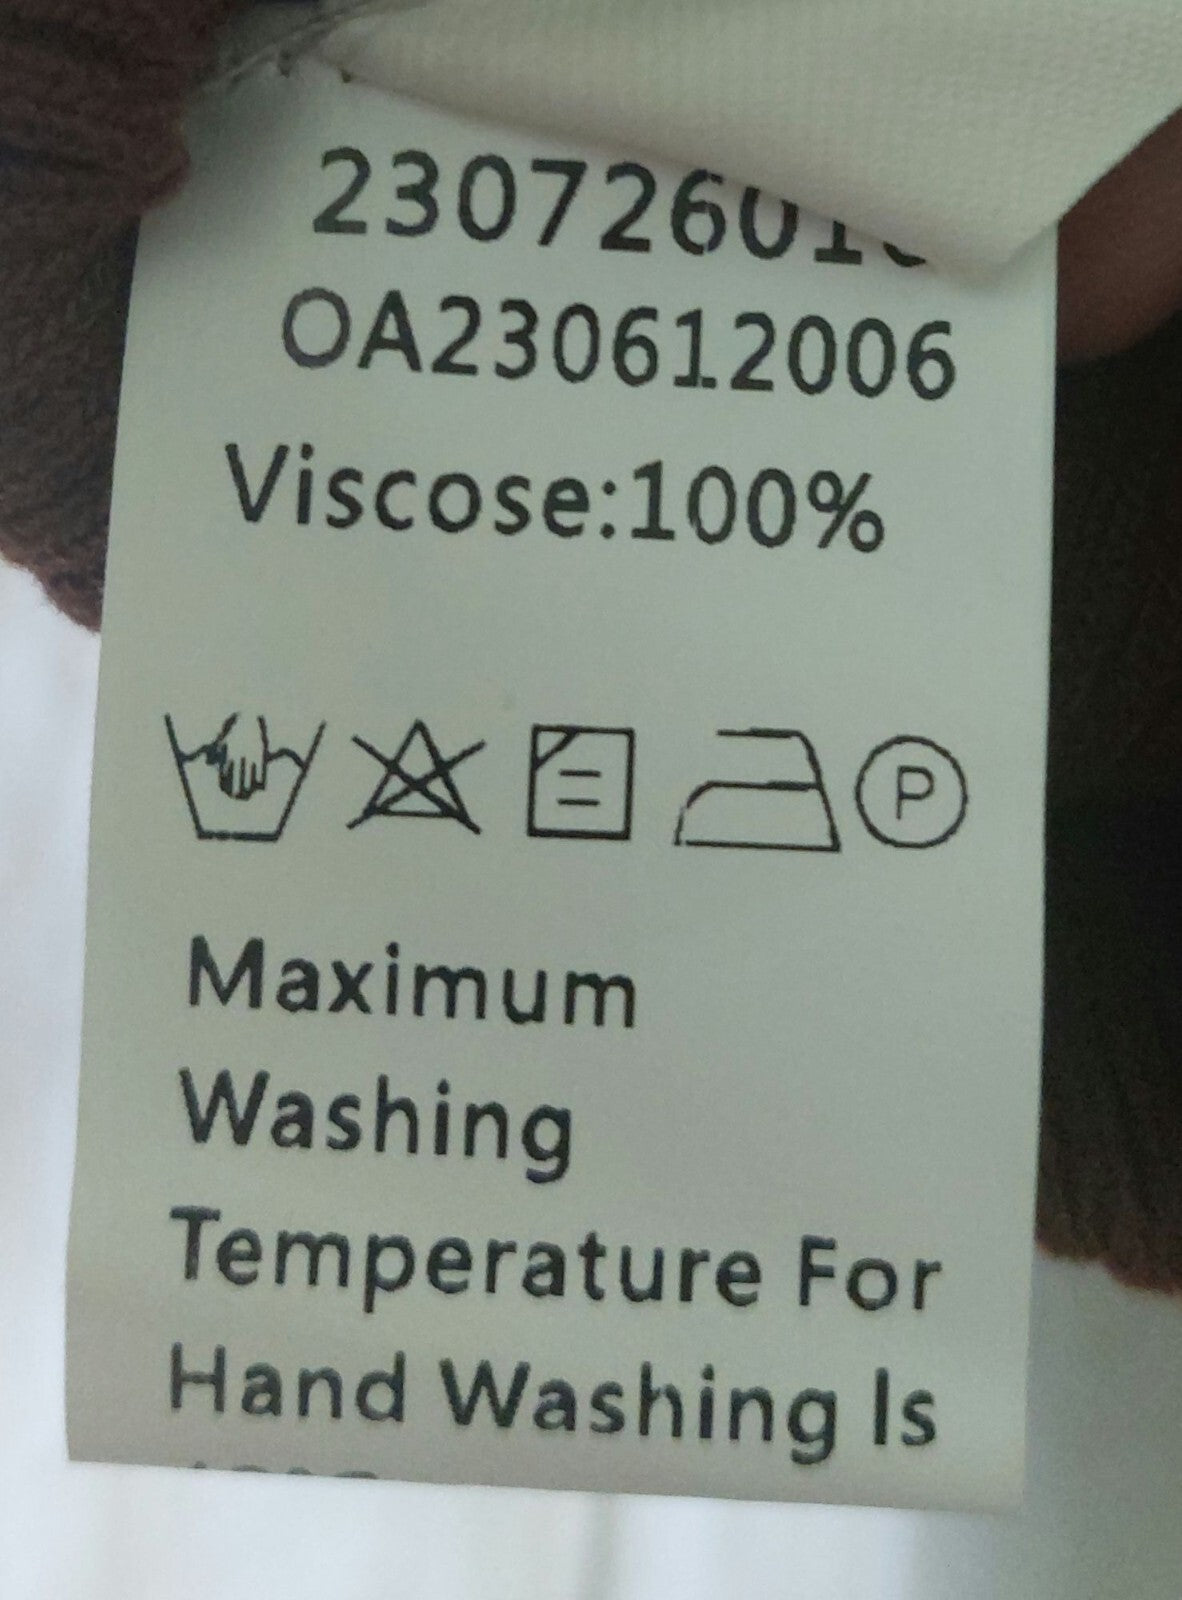 OA230612006
Viscose:100%
P
Maximum
Washing
Temperature For
Hand Washing Is